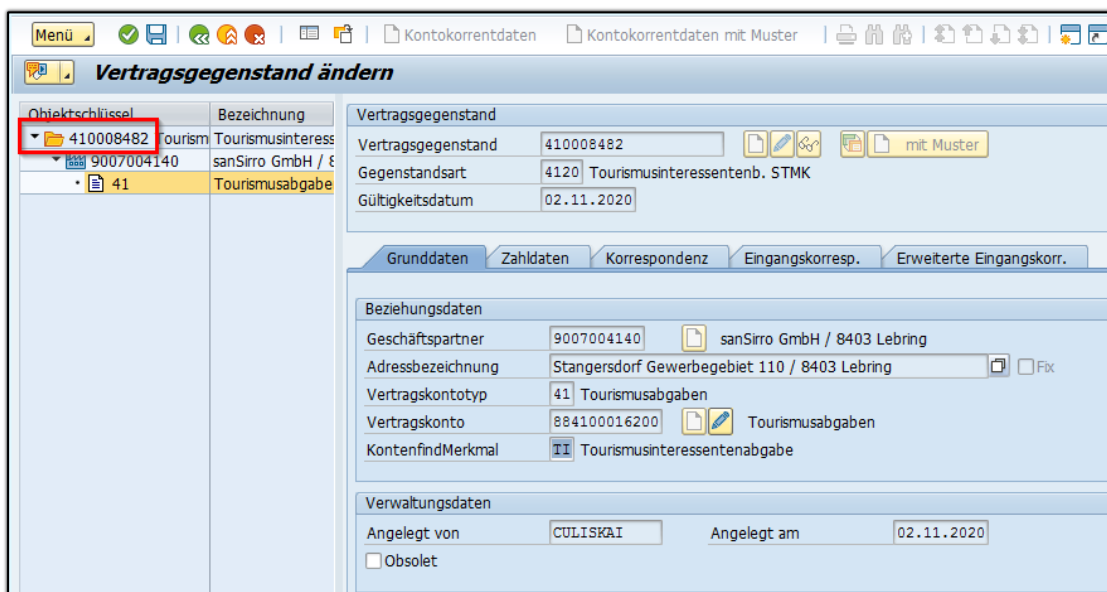 Menü Kontokorrentdaten Kontokorrentdaten mit Muster
Vertragsgegenstand ändern
Objektschlüssel Bezeichnung
410008482 Tourism Tourismusinteress
9007004140 sanSirro GmbH / 8
41 Tourismusabgabe
Vertragsgegenstand
Vertragsgegenstand 410008482 mit Muster
Gegenstandsart 4120 Tourismusinteressentenb. STMK
Gültigkeitsdatum 02.11.2020
Grunddaten Zahldaten Korrespondenz Eingangskorresp. Erweiterte Eingangskorr.
Beziehungsdaten
Geschäftspartner 9007004140 sanSirro GmbH / 8403 Lebring
Adressbezeichnung Stangersdorf Gewerbegebiet 110 / 8403 Lebring Fix
Vertragskontotyp 41 Tourismusabgaben
Vertragskonto 884100016200 Tourismusabgaben
KontenfindMerkmal TI Tourismusinteressentenabgabe
Verwaltungsdaten
Angelegt von CULISKAI Angelegt am 02.11.2020
Obsolet